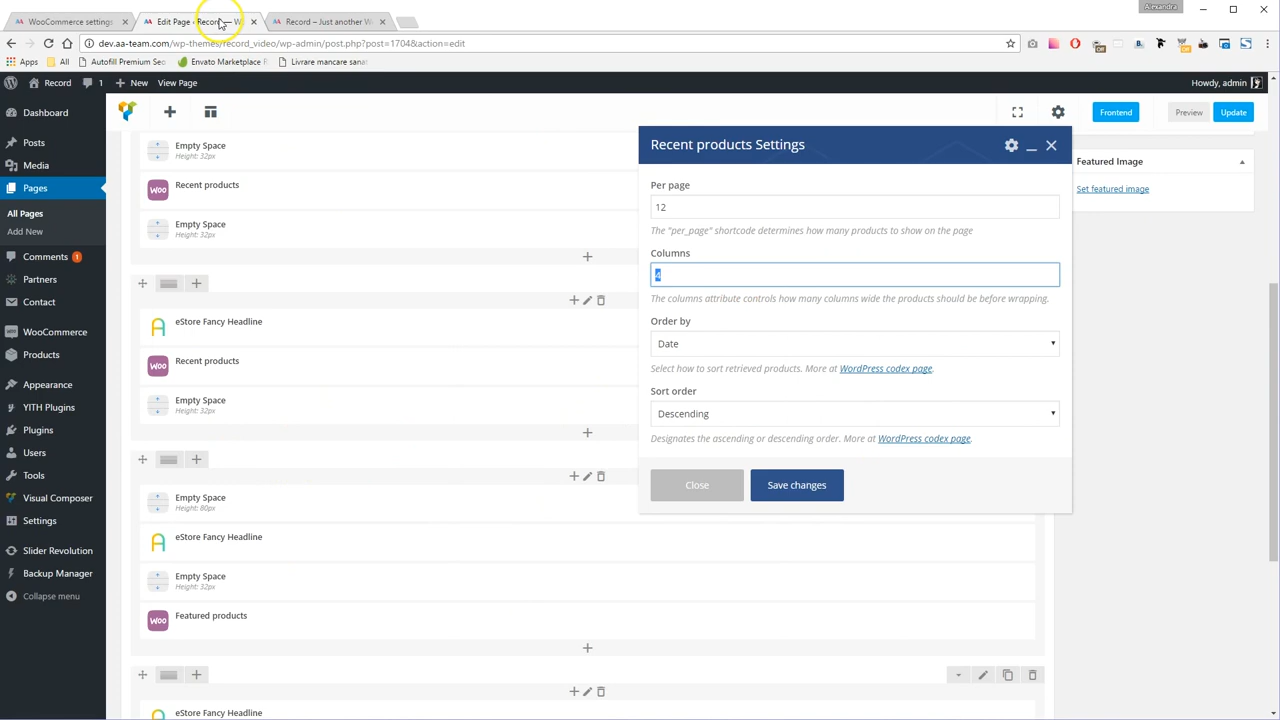 Alexandra
WooCommerce settings
Edit Page ‹ Record — W
Record – Just another W
dev.aa-team.com/wp-themes/record_video/wp-admin/post.php?post=1704&action=edit
Apps
All
Autofill Premium Seo
Envato Marketplace R
Livrare mancare sanat
Record
1
New
View Page
Howdy, admin
Dashboard
Posts
Media
Pages
All Pages
Add New
Comments 1
Partners
Contact
WooCommerce
Products
Appearance
YITH Plugins
Plugins
Users
Tools
Visual Composer
Settings
Slider Revolution
Backup Manager
Collapse menu
Frontend
Preview
Update
Empty Space
Height: 32px
Woo
Recent products
Empty Space
Height: 32px
eStore Fancy Headline
Woo
Recent products
Empty Space
Height: 32px
Empty Space
Height: 80px
eStore Fancy Headline
Empty Space
Height: 32px
Woo
Featured products
eStore Fancy Headline
Recent products Settings
Per page
12
The "per_page" shortcode determines how many products to show on the page
Columns
4
The columns attribute controls how many columns wide the products should be before wrapping.
Order by
Date
Select how to sort retrieved products. More at WordPress codex page.
Sort order
Descending
Designates the ascending or descending order. More at WordPress codex page.
Close
Save changes
Featured Image
Set featured image